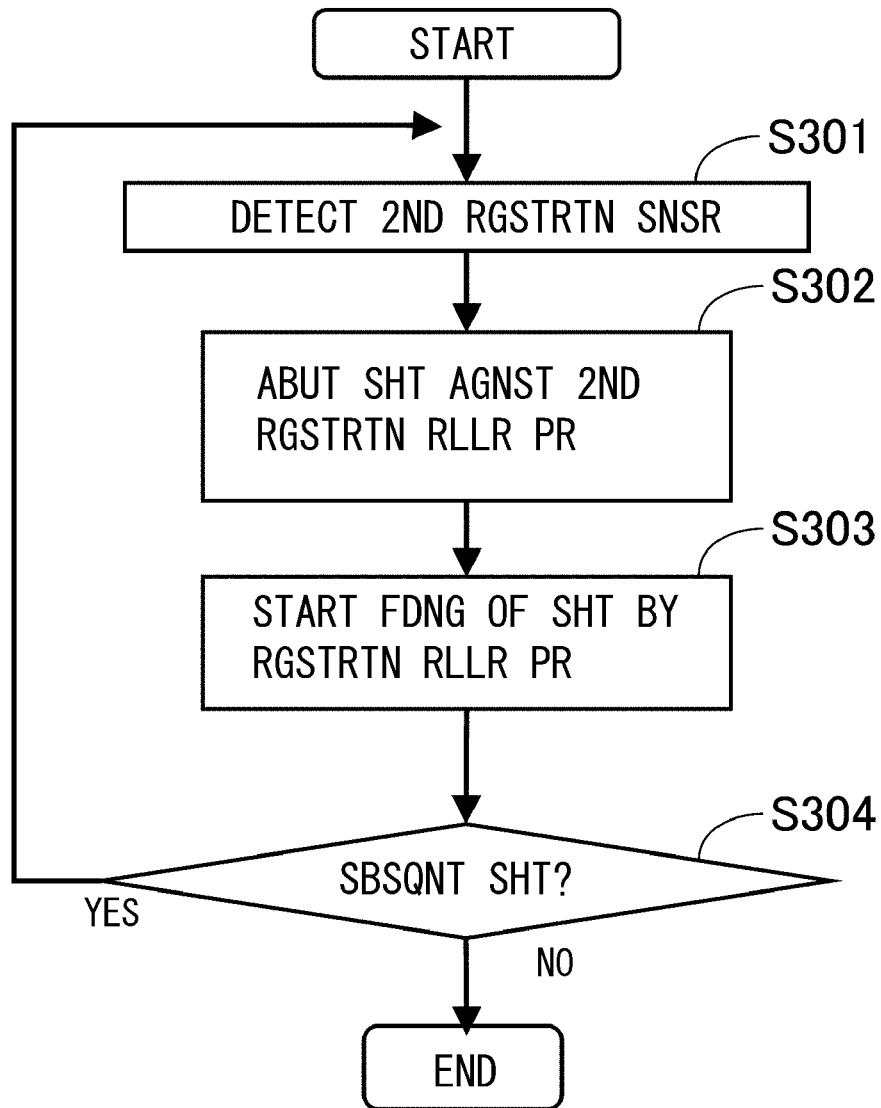 START
S301
DETECT 2ND RGSTRTN SNSR
S302
ABUT SHT AGNST 2ND
RGSTRTN RLLR PR
S303
START FDNG OF SHT BY
RGSTRTN RLLR PR
S304
SBSQNT SHT?
YES
NO
END